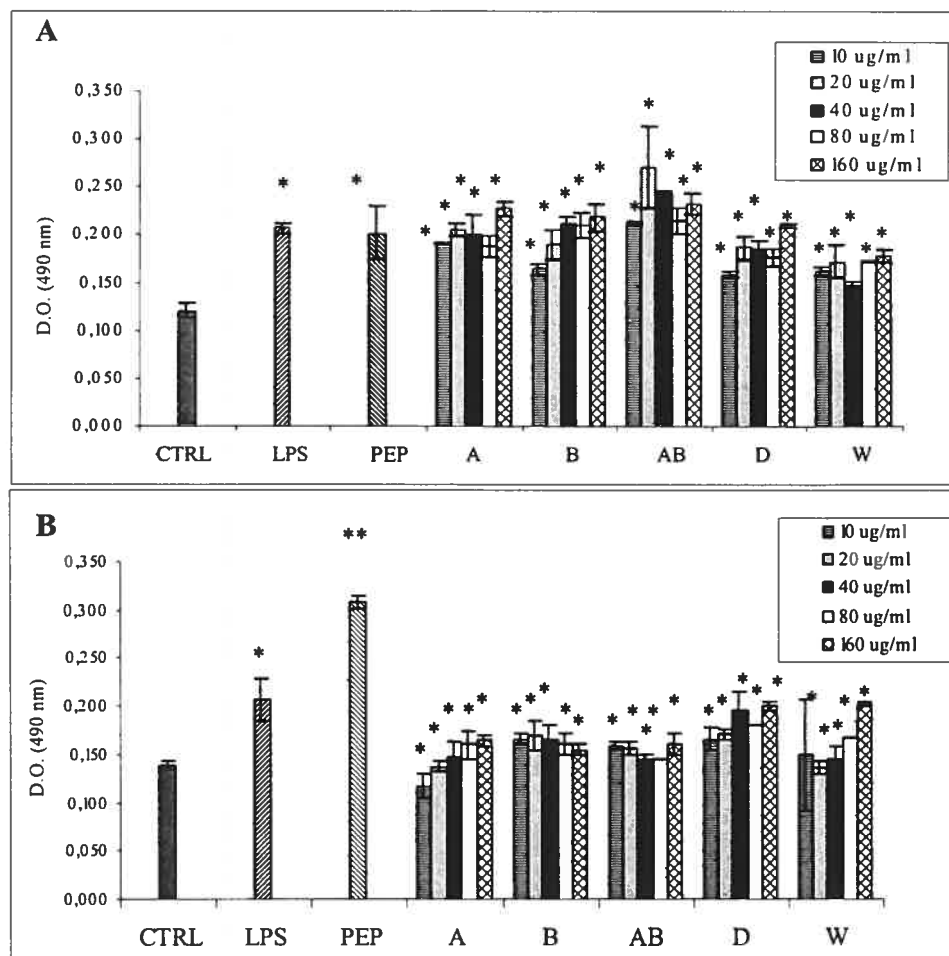 A
10 ug/ml
20 ug/ml
40 ug/ml
80 ug/ml
160 ug/ml
D.O. (490 nm)
0,350
0,300
0,250
0,200
0,150
0,100
0,050
0,000
* * * * * * * * * * * * * * * * * * * * * * * * * * *
CTRL LPS PEP A B AB D W
B
10 ug/ml
20 ug/ml
40 ug/ml
80 ug/ml
160 ug/ml
D.O. (490 nm)
0,350
0,300
0,250
0,200
0,150
0,100
0,050
0,000
**
* * * * * * * * * * * * * * * * * * * * * * * * * *
CTRL LPS PEP A B AB D W